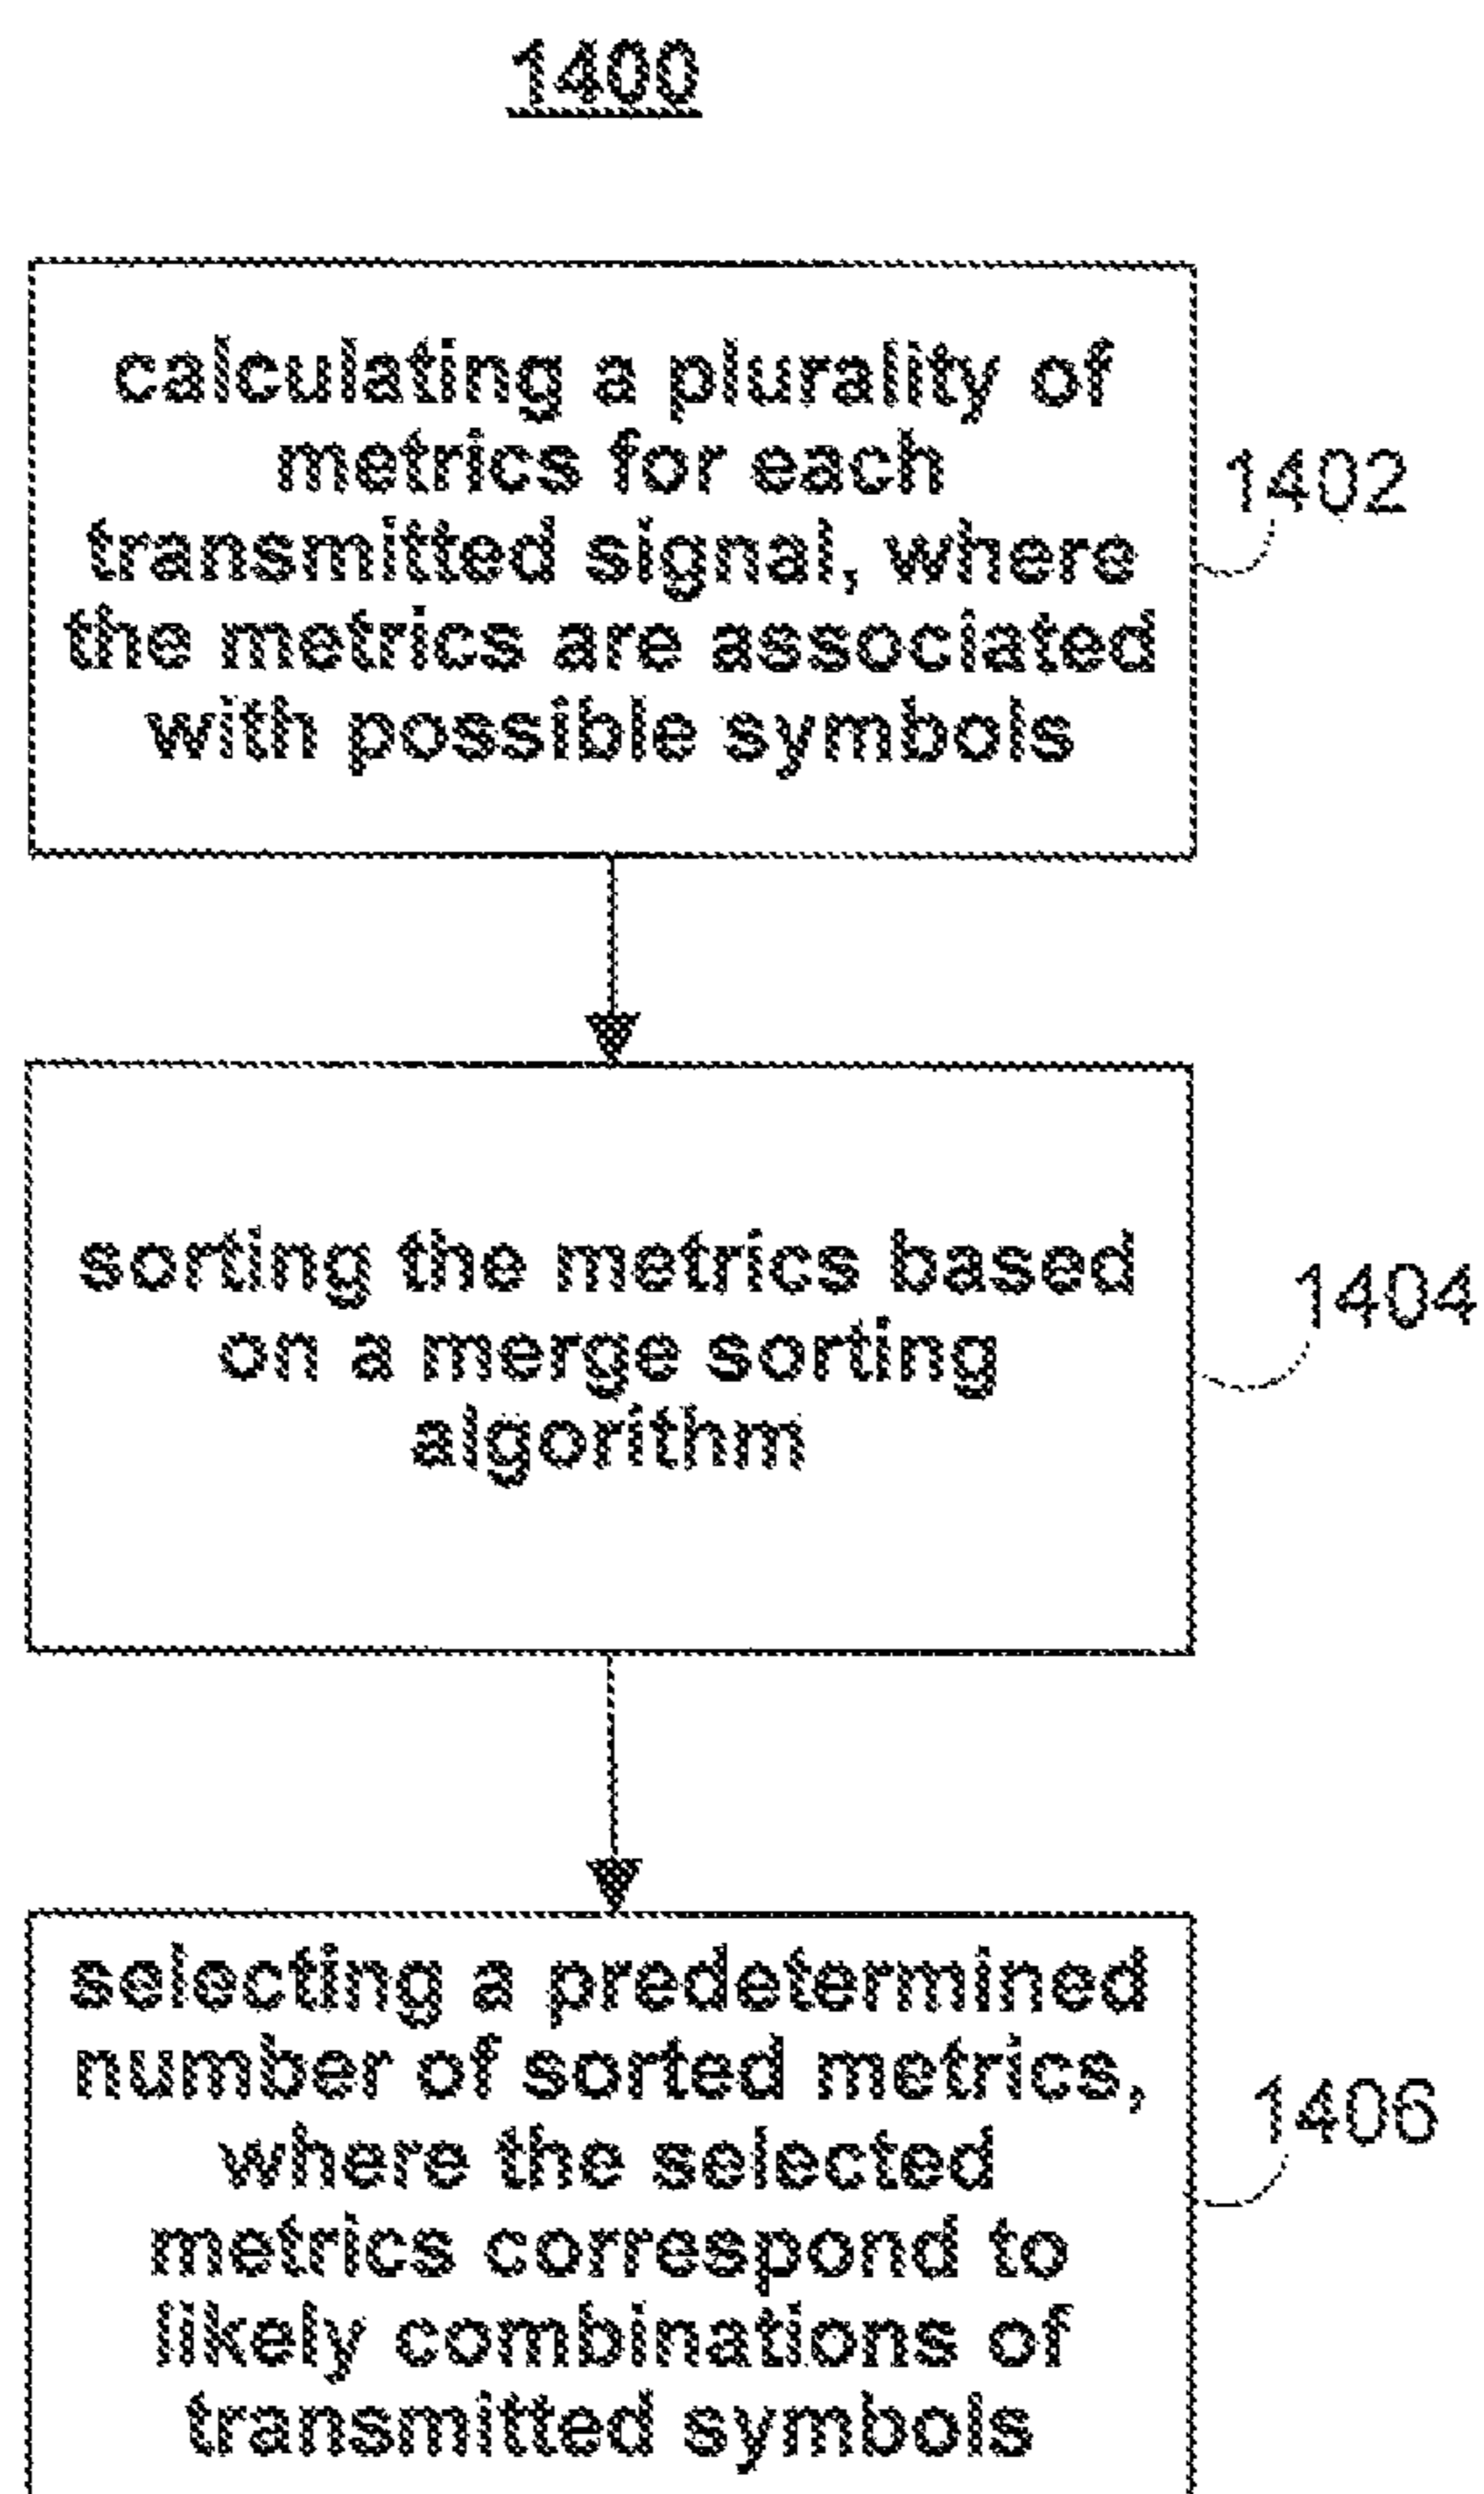 1400
calculating a plurality of
metrics for each
transmitted signal, where
the metrics are associated
with possible symbols
1402
sorting the metrics based
on a merge sorting
algorithm
1404
selecting a predetermined
number of sorted metrics,
where the selected
metrics correspond to
likely combinations of
transmitted symbols
1406